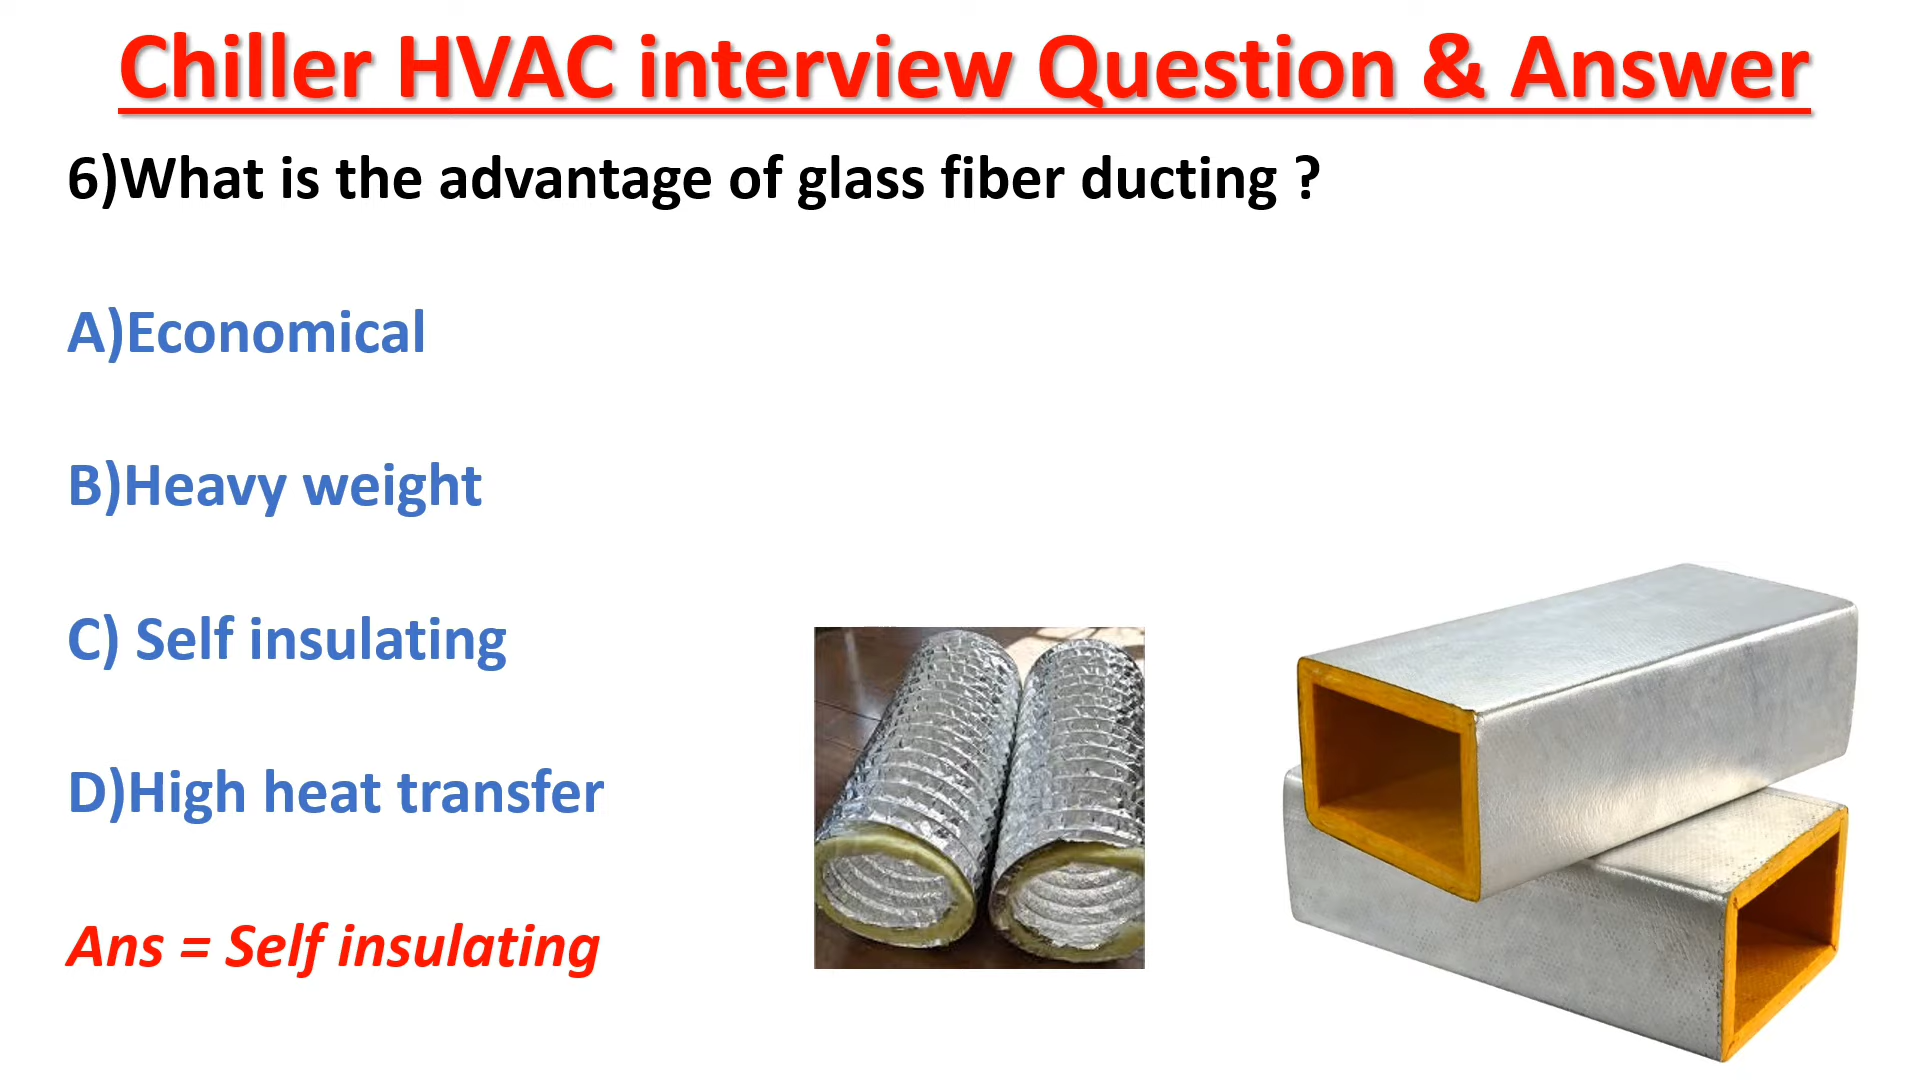 Chiller HVAC interview Question & Answer
6)What is the advantage of glass fiber ducting ?
A)Economical
B)Heavy weight
C) Self insulating
D)High heat transfer
Ans = Self insulating